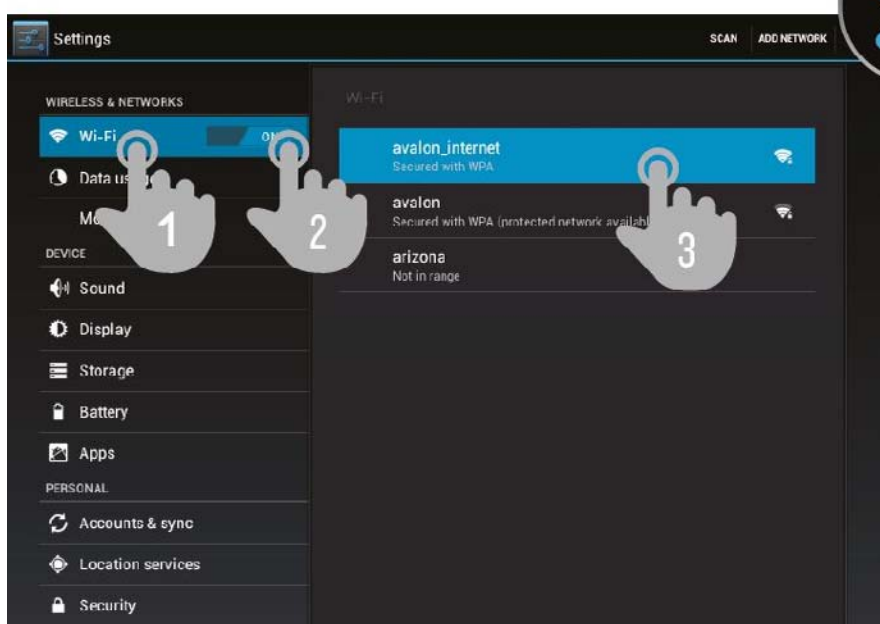 Settings
SCAN
ADD NETWORK
WIRELESS & NETWORKS
Wi-Fi
ON
Data
DEVICE
Sound
Display
Storage
Battery
Apps
PERSONAL
Accounts & sync
Location services
Security
Wi-Fi
avalon_internet
Secured with WPA
avalon
Secured with WPA (protected network
arizona
Not in range
1
2
3